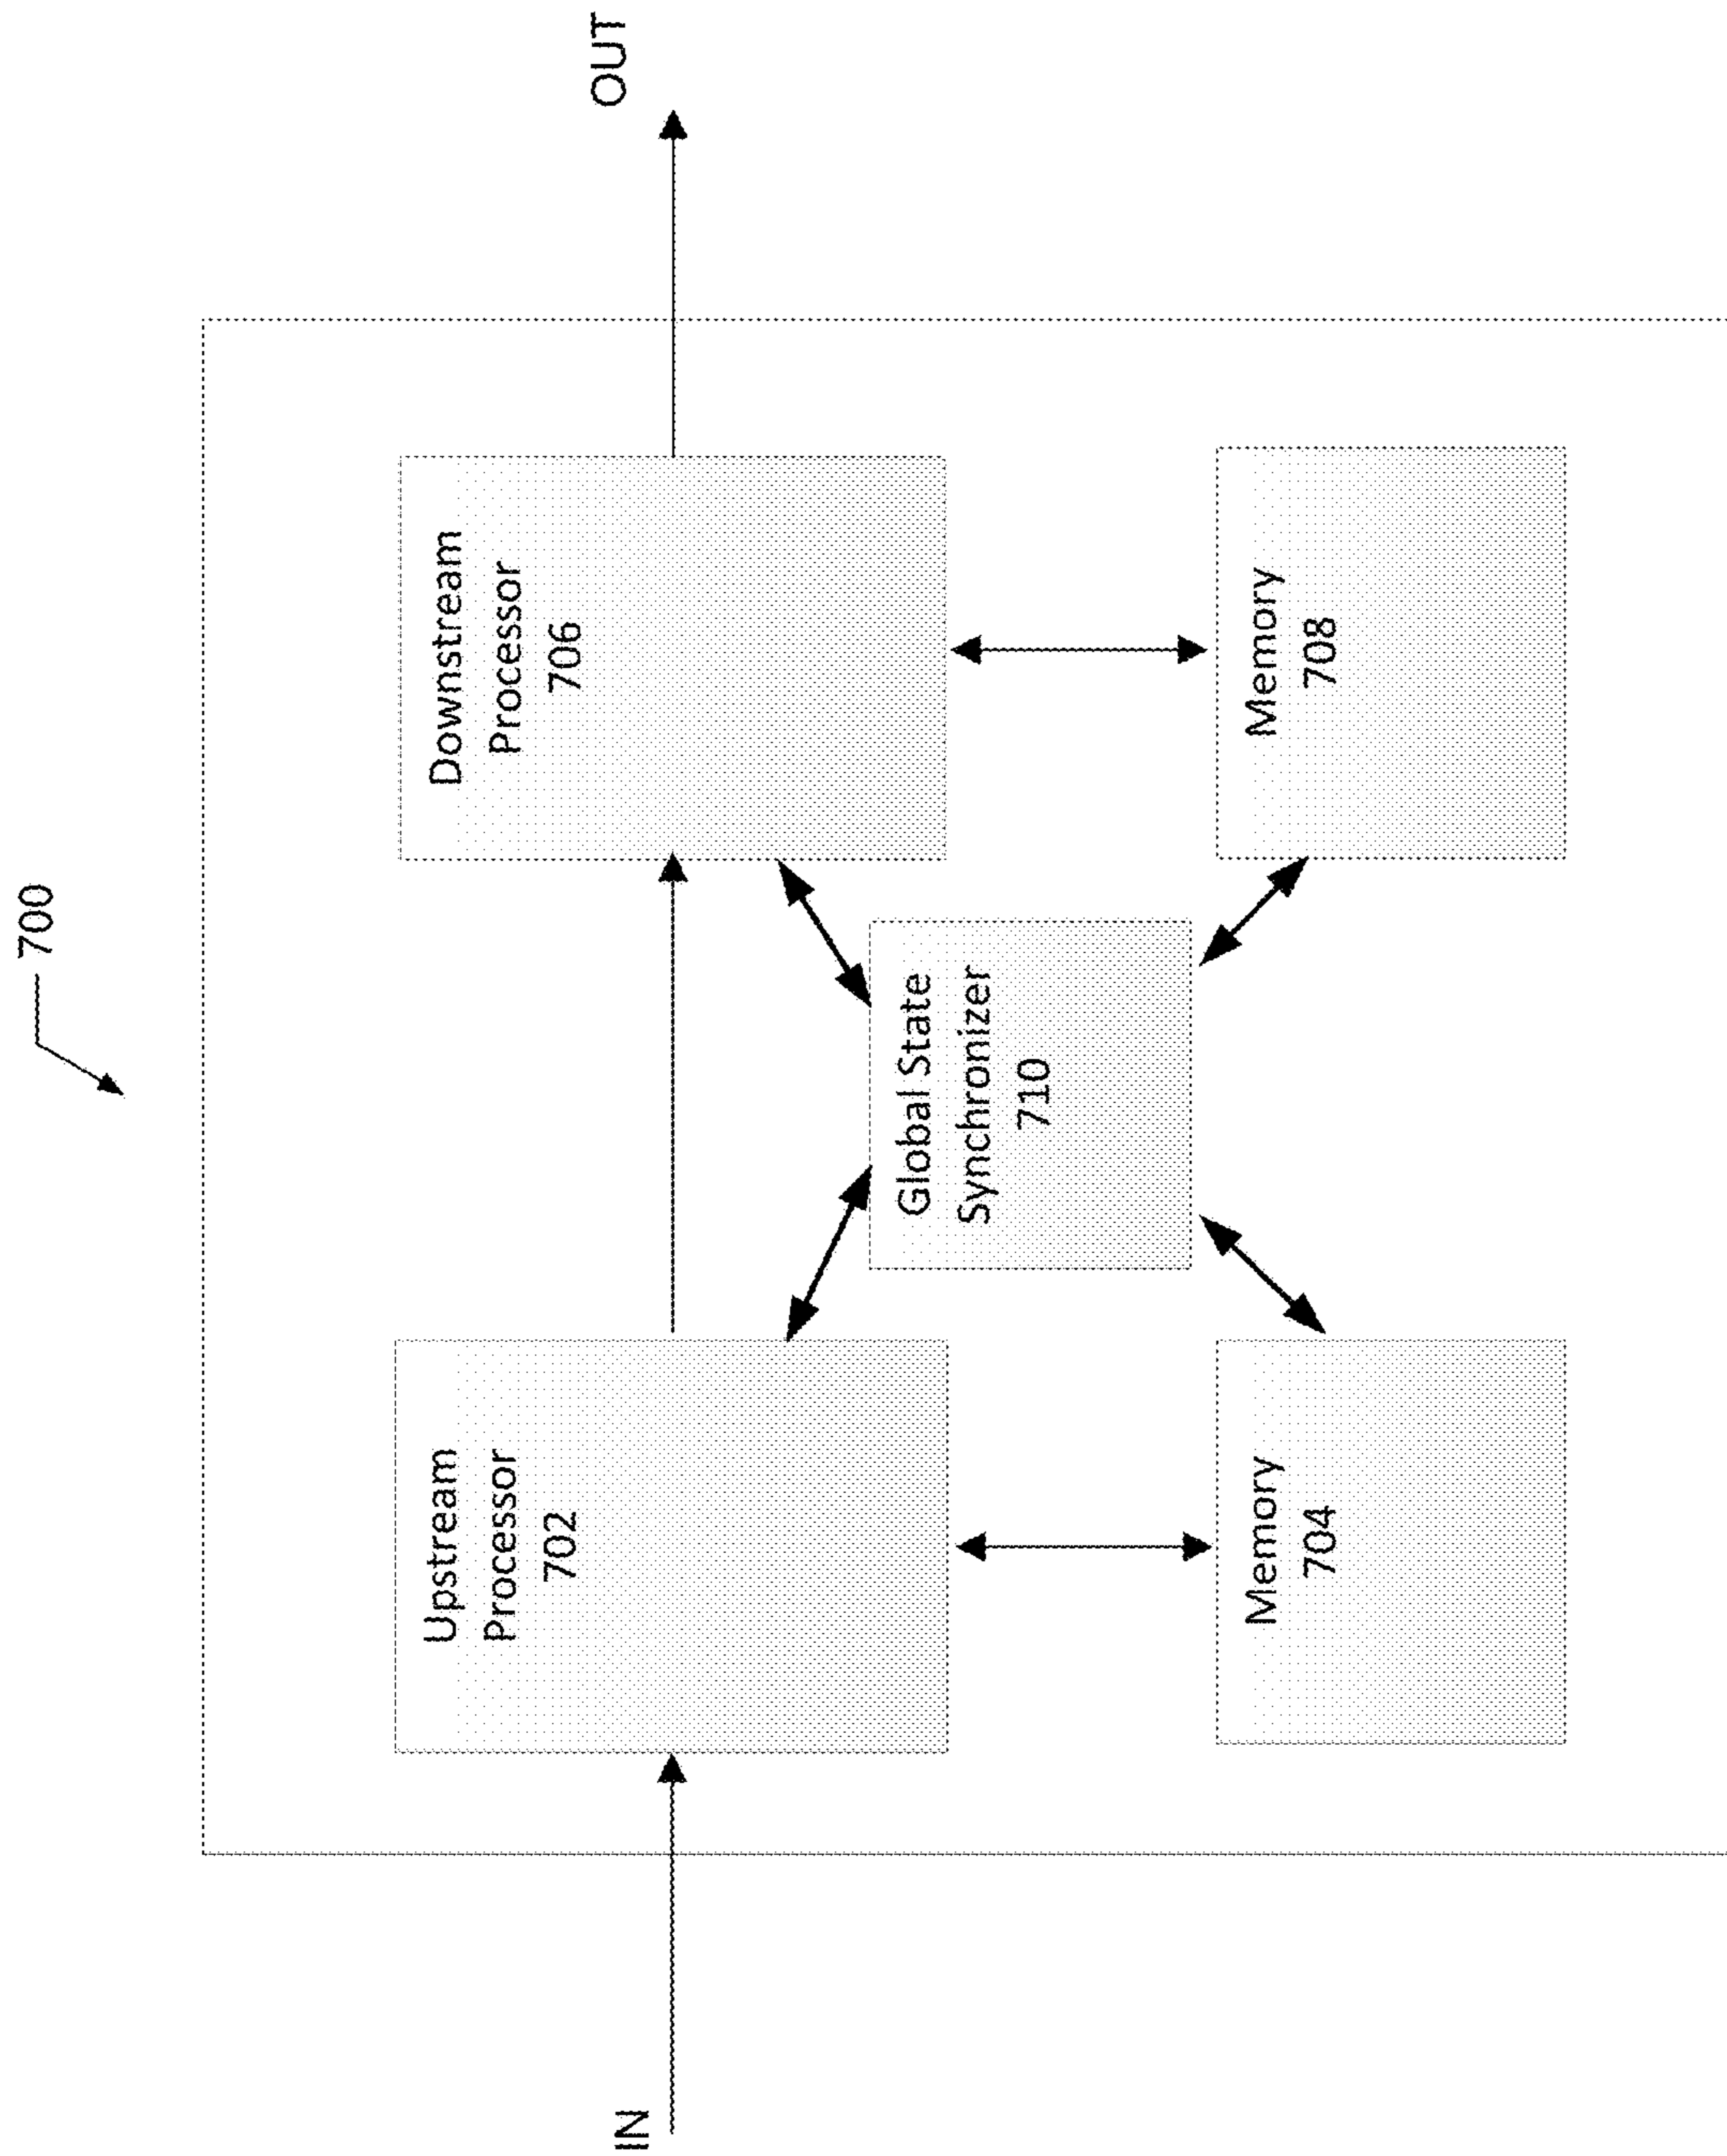 700
IN
OUT
Upstream
Processor
702
Downstream
Processor
706
Global State
Synchronizer
710
Memory
704
Memory
708